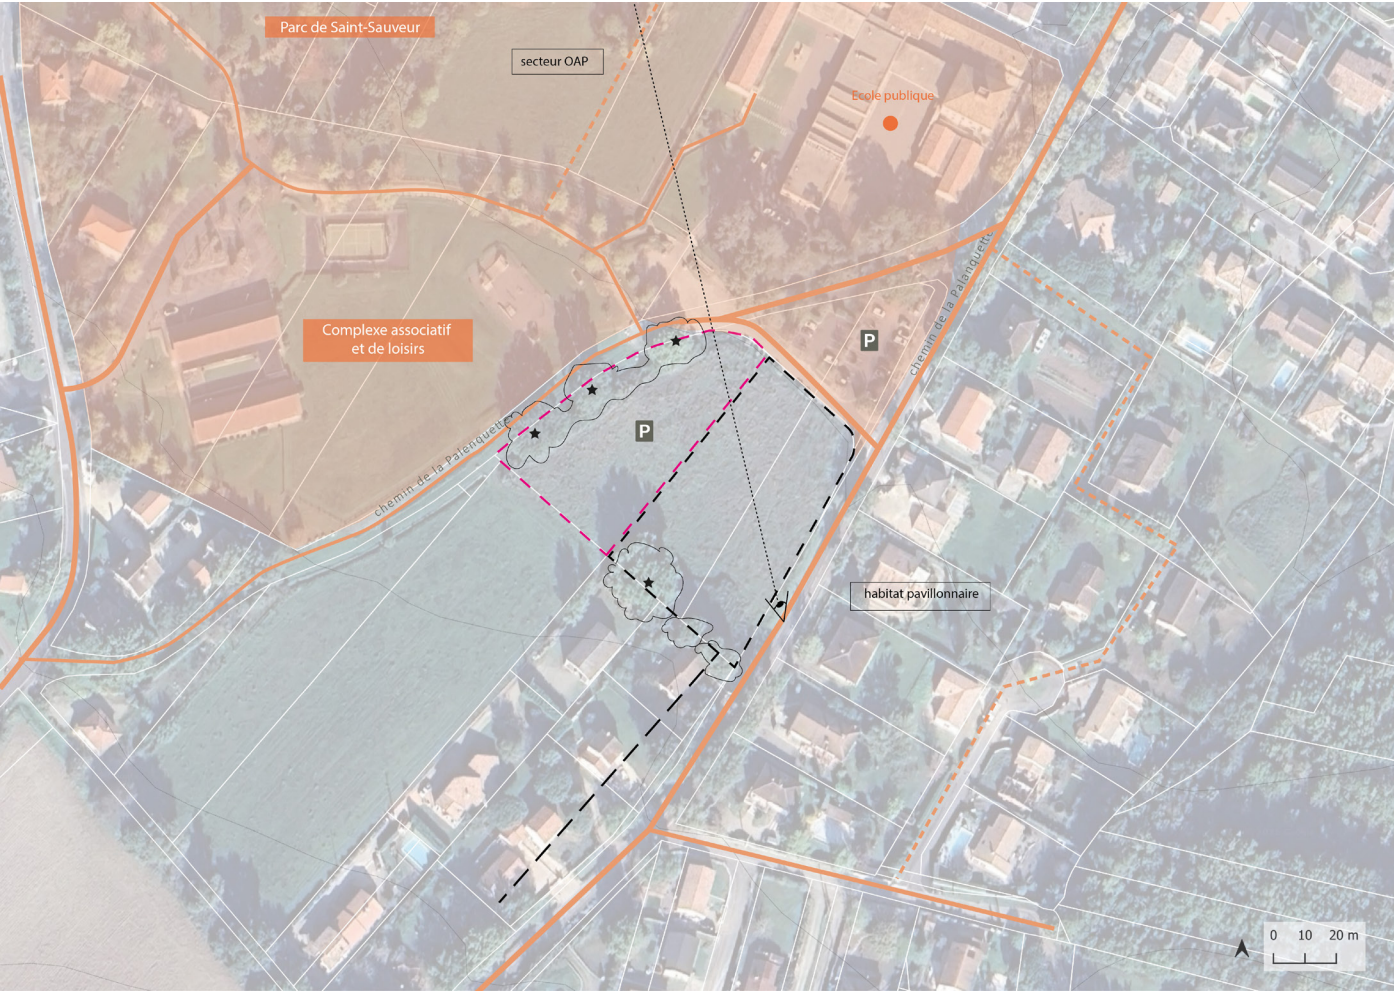 Parc de Saint-Sauveur
secteur OAP
Ecole publique
Complexe associatif
et de loisirs
P
chemin de la Palanquette
P
chemin de la Palenquette
habitat pavillonnaire
0 10 20 m